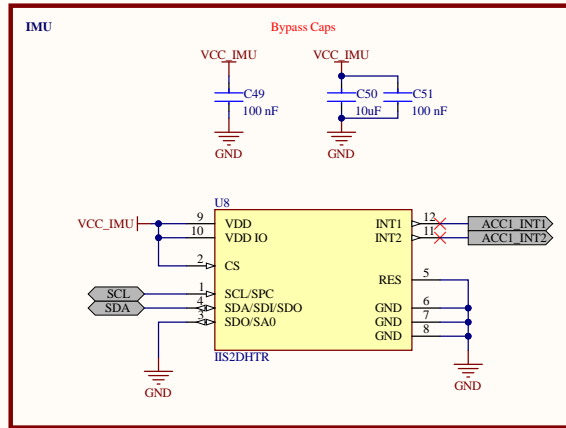 IMU
Bypass Caps
VCC_IMU
VCC_IMU
C49
100 nF
C50
10uF
C51
100 nF
GND
GND
U8
VCC_IMU
9
VDD
10
VDD IO
2
CS
SCL
1
SCL/SPC
SDA
4
SDA/SDI/SDO
3
SDO/SA0
INT1
12
ACC1_INT1
INT2
11
ACC1_INT2
RES
5
GND
6
GND
7
GND
8
IIS2DHTR
GND
GND